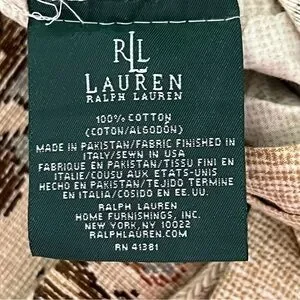 RLL
LAUREN
RALPH LAUREN
100% COTTON
(COTON/ALGODÓN)
MADE IN PAKISTAN/FABRIC FINISHED IN
ITALY/SEWN IN USA
FABRIQUE EN PAKISTAN/TISSU FINI EN
ITALIE/COUSU AUX ETATS-UNIS
HECHO EN PAKISTAN/TEJIDO TERMINE
EN ITALIA/COSIDO EN EE.UU.
RALPH LAUREN
HOME FURNISHINGS, INC.
NEW YORK, NY 10022
RALPHLAUREN.COM
RN 41381